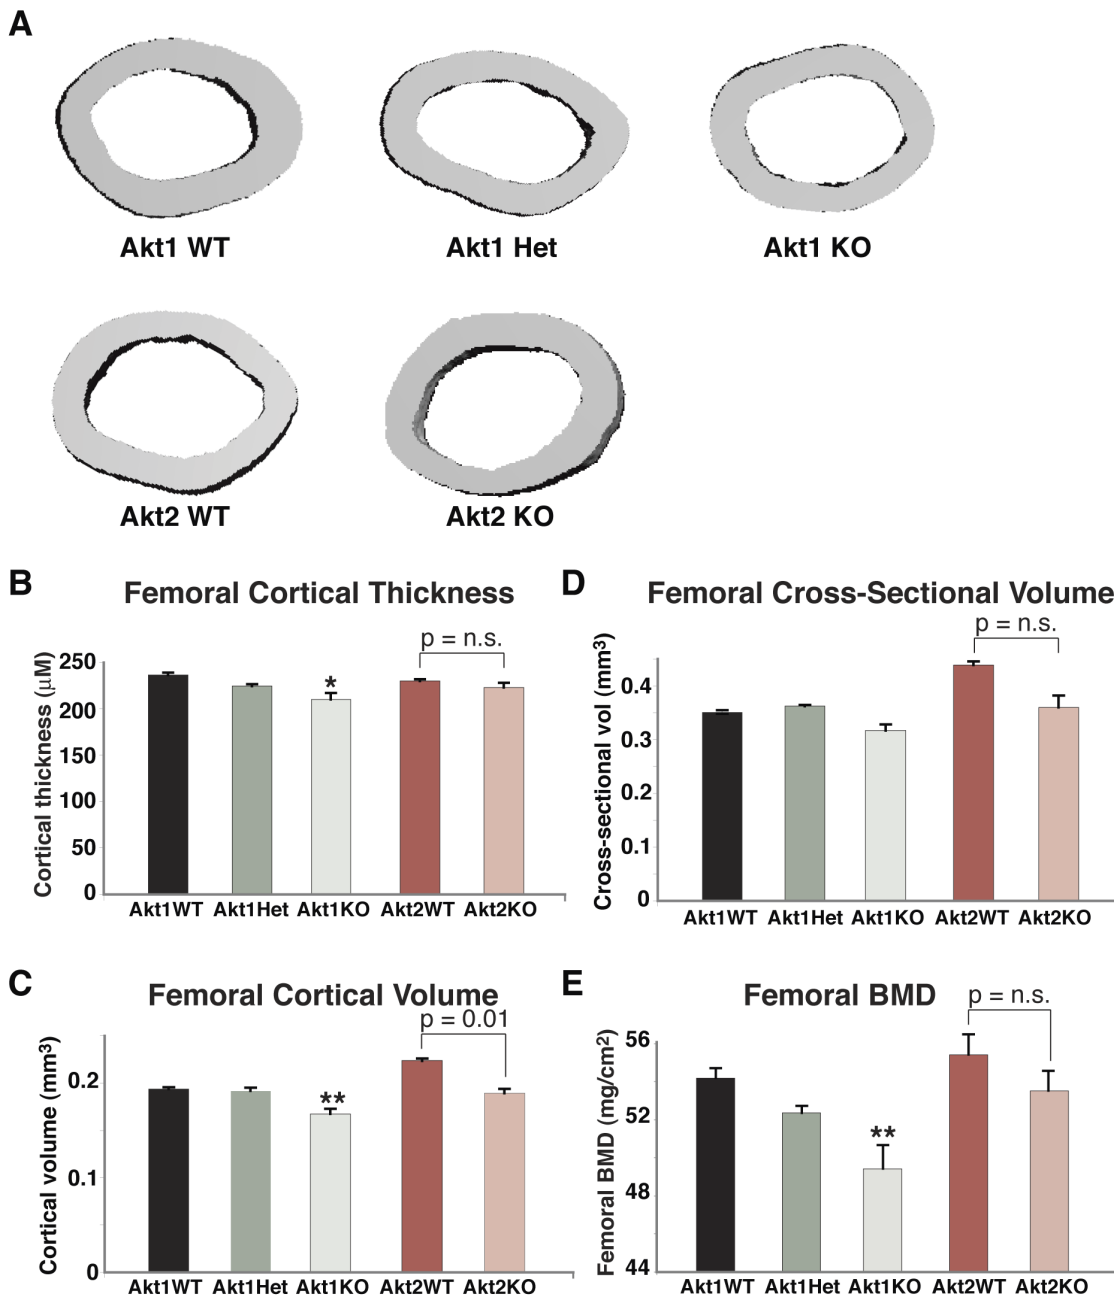 A
Akt1 WT
Akt1 Het
Akt1 KO
Akt2 WT
Akt2 KO
B
Femoral Cortical Thickness
p = n.s.
Cortical thickness (μM)
250
200
150
100
50
0
*
Akt1WT
Akt1Het
Akt1KO
Akt2WT
Akt2KO
D
Femoral Cross-Sectional Volume
p = n.s.
Cross-sectional vol (mm³)
0.4
0.3
0.2
0.1
0
Akt1WT
Akt1Het
Akt1KO
Akt2WT
Akt2KO
C
Femoral Cortical Volume
p = 0.01
Cortical volume (mm³)
0.2
0.1
0
**
Akt1WT
Akt1Het
Akt1KO
Akt2WT
Akt2KO
E
Femoral BMD
p = n.s.
Femoral BMD (mg/cm²)
56
52
48
44
**
Akt1WT
Akt1Het
Akt1KO
Akt2WT
Akt2KO